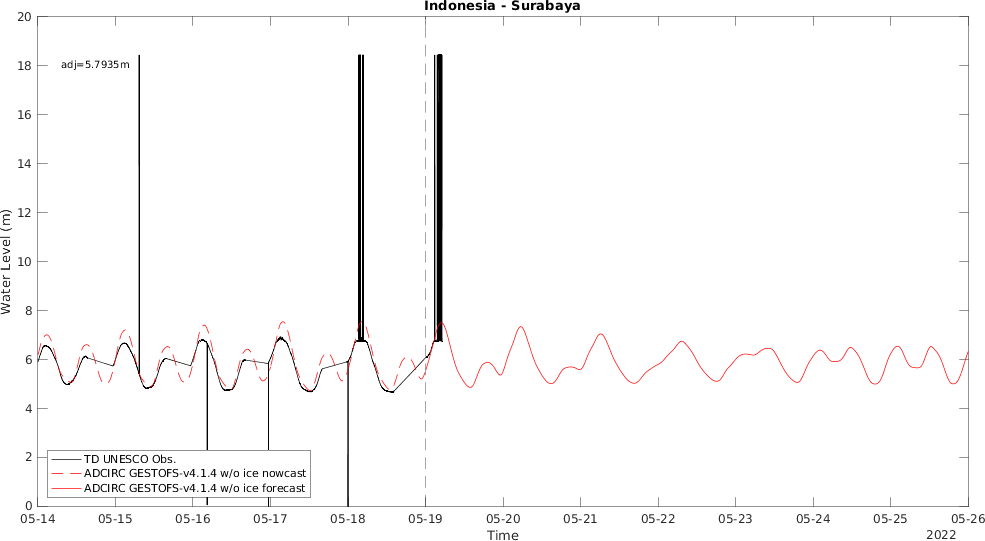 Indonesia - Surabaya
20
18
16
14
12
10
8
6
4
2
0
Water Level (m)
adj=5.7935m
TD UNESCO Obs.
ADCIRC GESTOFS-v4.1.4 w/o ice nowcast
ADCIRC GESTOFS-v4.1.4 w/o ice forecast
05-14 05-15 05-16 05-17 05-18 05-19 05-20 05-21 05-22 05-23 05-24 05-25 05-26
Time
2022